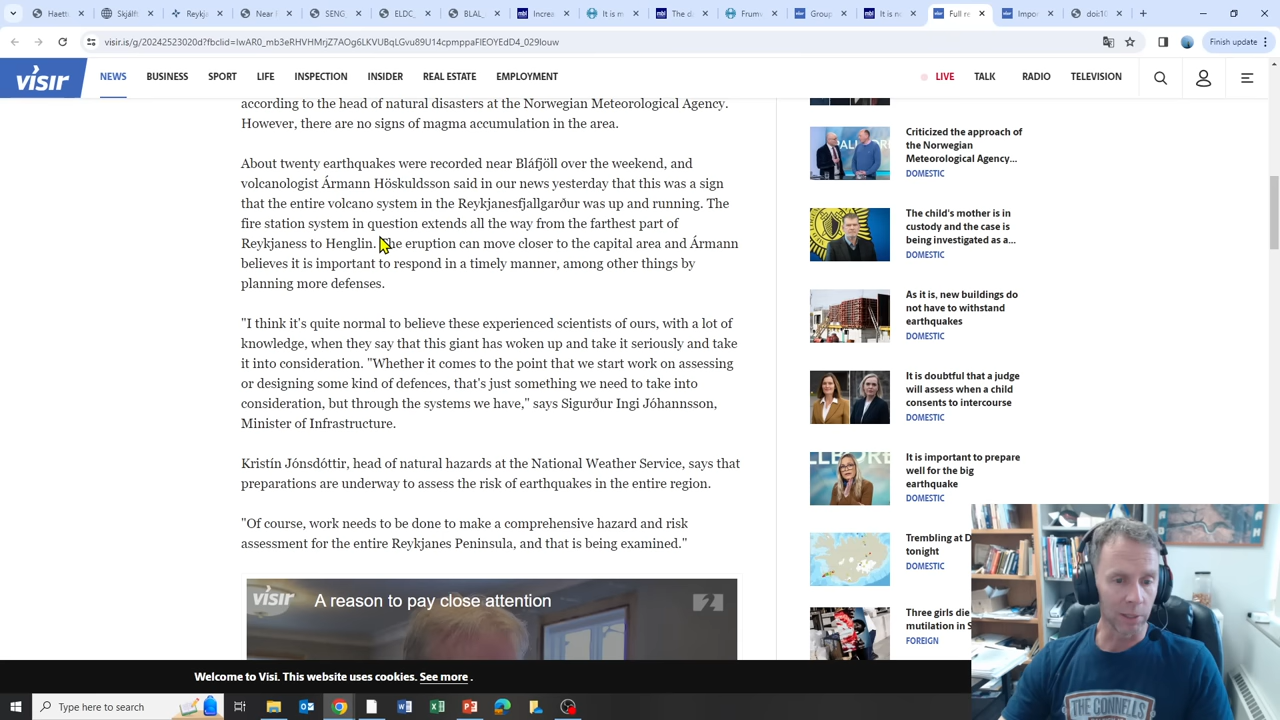 It is
Impor
Finish update
visir.is/g/20242523020d?fbclid=IwAR0_mb3eRHVHMrjZ7AOg6LKVUBqLGvu89U14cpmppaFIEOYEdD4_029Iouw
vísir
NEWS
BUSINESS
SPORT
LIFE
INSPECTION
INSIDER
REAL ESTATE
EMPLOYMENT
LIVE
TALK
RADIO
TELEVISION
according to the head of natural disasters at the Norwegian Meteorological Agency.
However, there are no signs of magma accumulation in the area.
About twenty earthquakes were recorded near Bláfjöll over the weekend, and
volcanologist Ármann Höskuldsson said in our news yesterday that this was a sign
that the entire volcano system in the Reykjanesfjallgarður was up and running. The
fire station system in question extends all the way from the farthest part of
Reykjaness to Henglin. The eruption can move closer to the capital area and Ármann
believes it is important to respond in a timely manner, among other things by
planning more defenses.
"I think it's quite normal to believe these experienced scientists of ours, with a lot of
knowledge, when they say that this giant has woken up and take it seriously and take
it into consideration. "Whether it comes to the point that we start work on assessing
or designing some kind of defences, that's just something we need to take into
consideration, but through the systems we have," says Sigurður Ingi Jóhannsson,
Minister of Infrastructure.
Kristín Jónsdóttir, head of natural hazards at the National Weather Service, says that
preparations are underway to assess the risk of earthquakes in the entire region.
"Of course, work needs to be done to make a comprehensive hazard and risk
assessment for the entire Reykjanes Peninsula, and that is being examined."
vísir
A reason to pay close attention
2
Criticized the approach of
the Norwegian
Meteorological Agency...
DOMESTIC
The child's mother is in
custody and the case is
being investigated as a...
DOMESTIC
As it is, new buildings do
not have to withstand
earthquakes
DOMESTIC
It is doubtful that a judge
will assess when a child
consents to intercourse
DOMESTIC
It is important to prepare
well for the big
earthquake
DOMESTIC
Trembling at D
tonight
DOMESTIC
Three girls die
mutilation in S
FOREIGN
Welcome to Vísi. This website uses cookies. See more .
Type here to search
THE CONNELLS